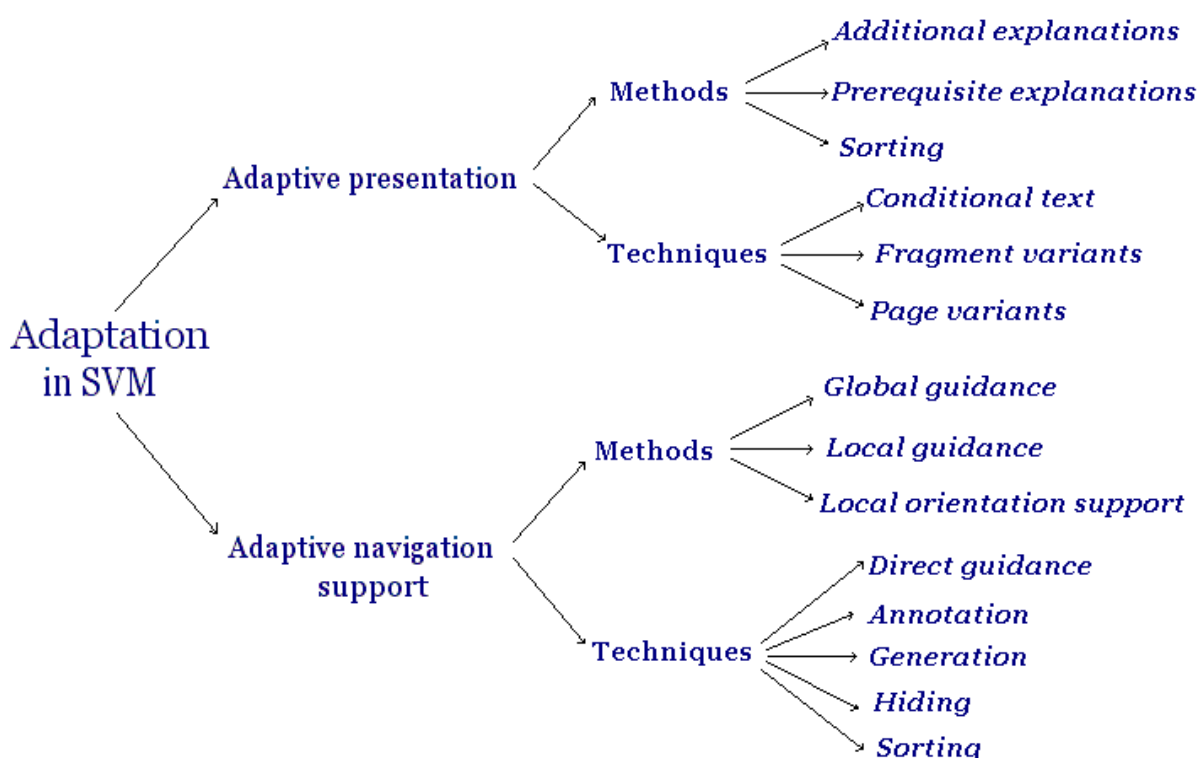 Additional explanations
Methods
Prerequisite explanations
Sorting
Adaptive presentation
Conditional text
Techniques
Fragment variants
Page variants
Adaptation
in SVM
Global guidance
Methods
Local guidance
Local orientation support
Adaptive navigation
support
Direct guidance
Annotation
Techniques
Generation
Hiding
Sorting